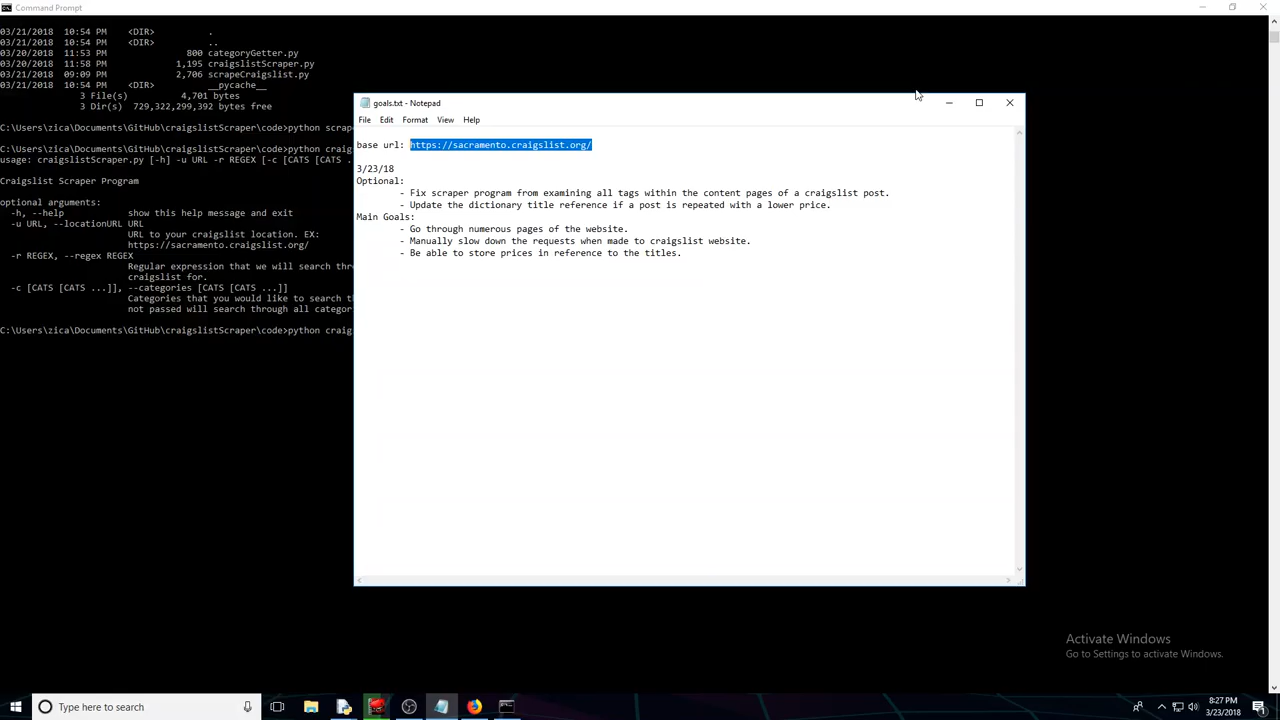 Command Prompt
03/21/2018  10:54 PM    <DIR>          .
03/21/2018  10:54 PM    <DIR>          ..
03/20/2018  11:53 PM               800 categoryGetter.py
03/20/2018  11:58 PM             1,195 craigslistScraper.py
03/21/2018  09:09 PM             2,706 scrapeCraigslist.py
03/21/2018  10:54 PM    <DIR>          __pycache__
3 File(s)          4,701 bytes
3 Dir(s)  729,322,299,392 bytes free
C:\Users\zica\Documents\GitHub\craigslistScraper\code>python scrape
C:\Users\zica\Documents\GitHub\craigslistScraper\code>python craig
usage: craigslistScraper.py [-h] -u URL -r REGEX [-c [CATS [CATS .
Craigslist Scraper Program
optional arguments:
-h, --help            show this help message and exit
-u URL, --locationURL URL
URL to your craigslist location. EX:
https://sacramento.craigslist.org/
-r REGEX, --regex REGEX
Regular expression that we will search thr
craigslist for.
-c [CATS [CATS ...]], --categories [CATS [CATS ...]]
Categories that you would like to search t
not passed will search through all categor
C:\Users\zica\Documents\GitHub\craigslistScraper\code>python craig
goals.txt - Notepad
File Edit Format View Help
base url: https://sacramento.craigslist.org/
3/23/18
Optional:
- Fix scraper program from examining all tags within the content pages of a craigslist post.
- Update the dictionary title reference if a post is repeated with a lower price.
Main Goals:
- Go through numerous pages of the website.
- Manually slow down the requests when made to craigslist website.
- Be able to store prices in reference to the titles.
Activate Windows
Go to Settings to activate Windows.
Type here to search
8:27 PM
3/23/2018